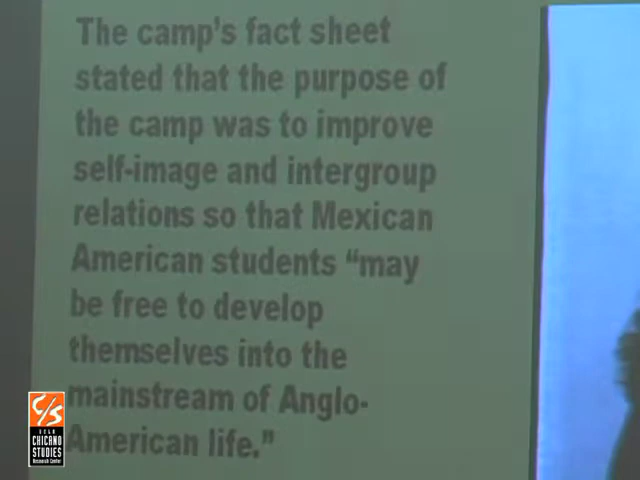 The camp's fact sheet
stated that the purpose of
the camp was to improve
self-image and intergroup
relations so that Mexican
American students “may
be free to develop
themselves into the
mainstream of Anglo-
American life.”
C/S
UCLA
CHICANO
STUDIES
Research Center